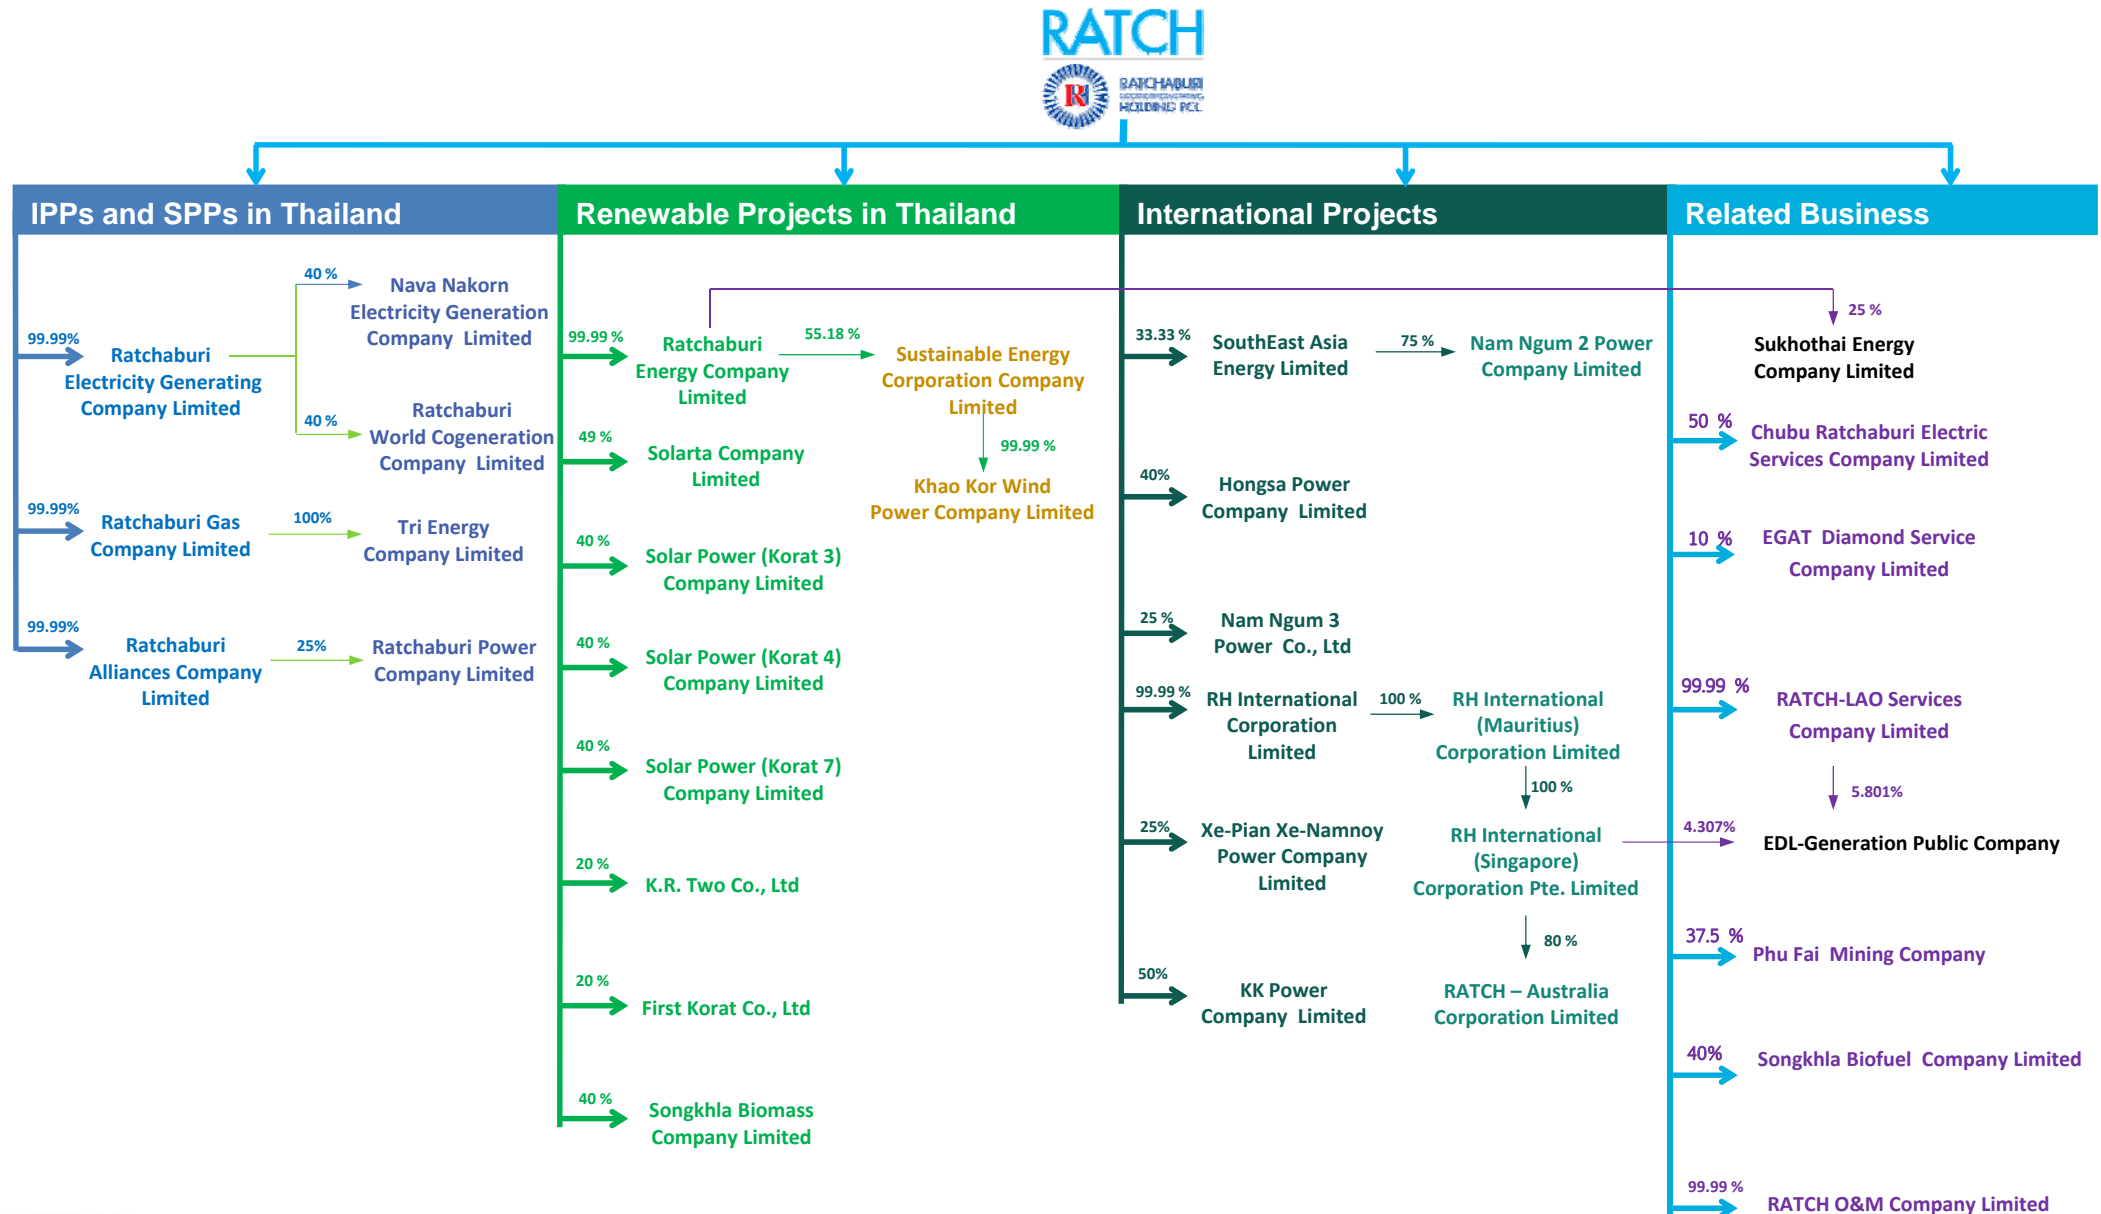 RATCH
RATCHABURI
HOLDING PCL.
IPPs and SPPs in Thailand
99.99%
Ratchaburi
Electricity Generating
Company Limited
40 %
Nava Nakorn
Electricity Generation
Company Limited
40 %
Ratchaburi
World Cogeneration
Company Limited
99.99%
Ratchaburi Gas
Company Limited
100%
Tri Energy
Company Limited
99.99%
Ratchaburi
Alliances Company
Limited
25%
Ratchaburi Power
Company Limited
Renewable Projects in Thailand
99.99 %
Ratchaburi
Energy Company
Limited
55.18 %
Sustainable Energy
Corporation Company
Limited
99.99 %
Khao Kor Wind
Power Company Limited
49 %
Solarta Company
Limited
40 %
Solar Power (Korat 3)
Company Limited
40 %
Solar Power (Korat 4)
Company Limited
40 %
Solar Power (Korat 7)
Company Limited
20 %
K.R. Two Co., Ltd
20 %
First Korat Co., Ltd
40 %
Songkhla Biomass
Company Limited
International Projects
33.33 %
SouthEast Asia
Energy Limited
75 %
Nam Ngum 2 Power
Company Limited
40%
Hongsa Power
Company Limited
25 %
Nam Ngum 3
Power Co., Ltd
99.99 %
RH International
Corporation
Limited
100 %
RH International
(Mauritius)
Corporation Limited
100 %
RH International
(Singapore)
Corporation Pte. Limited
80 %
RATCH – Australia
Corporation Limited
25%
Xe-Pian Xe-Namnoy
Power Company
Limited
50%
KK Power
Company Limited
Related Business
25 %
Sukhothai Energy
Company Limited
50 %
Chubu Ratchaburi Electric
Services Company Limited
10 %
EGAT Diamond Service
Company Limited
99.99 %
RATCH-LAO Services
Company Limited
5.801%
4.307%
EDL-Generation Public Company
37.5 %
Phu Fai Mining Company
40%
Songkhla Biofuel Company Limited
99.99 %
RATCH O&M Company Limited